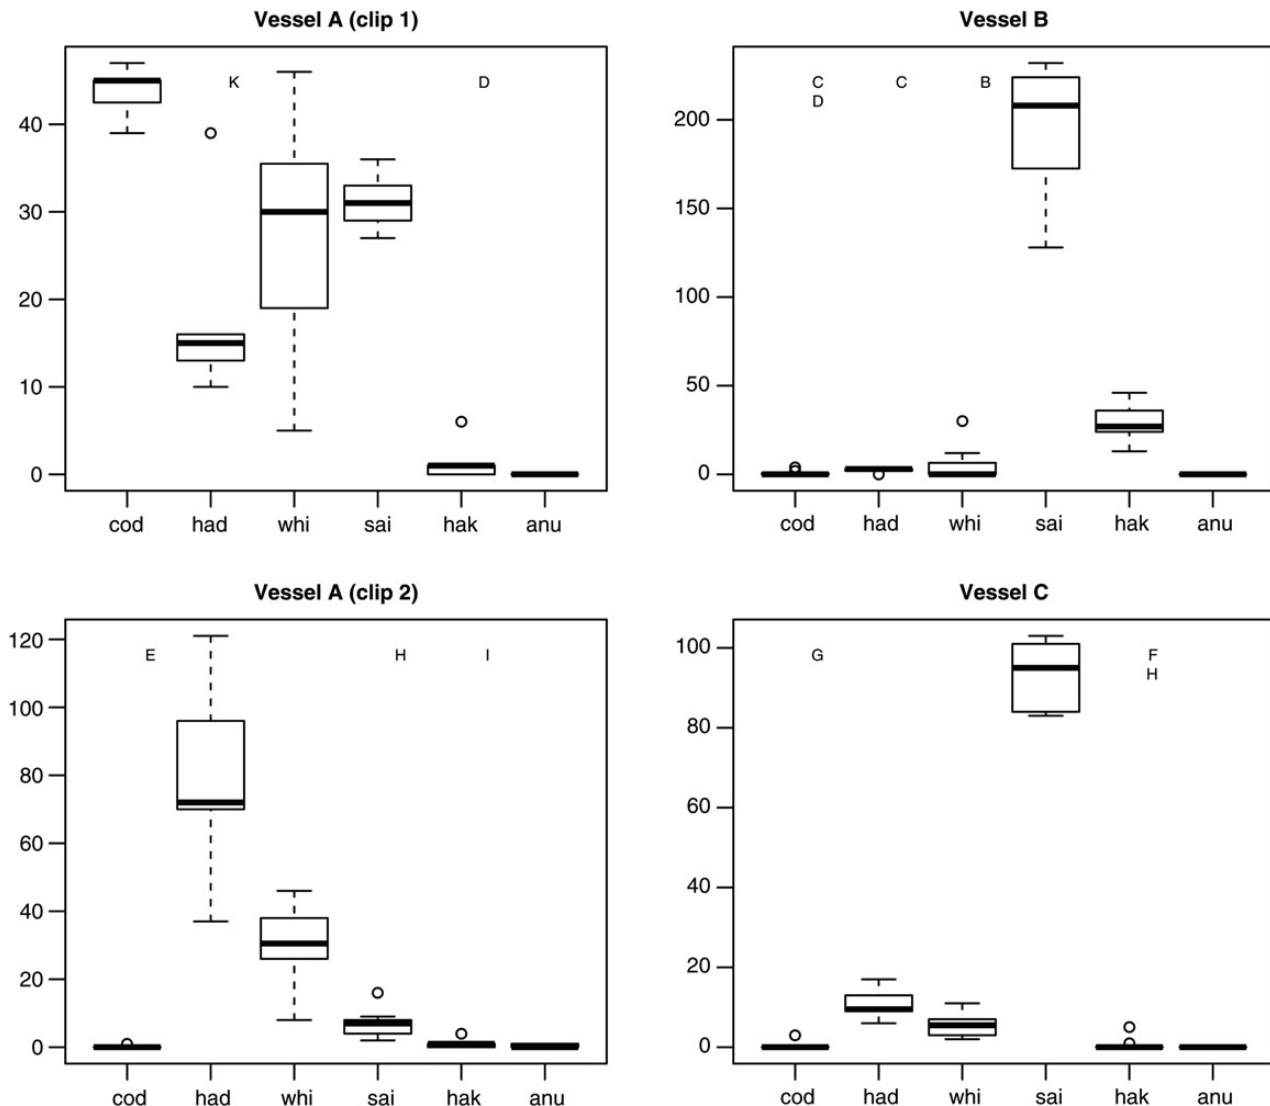 Vessel A (clip 1)
K D
40
30
20
10
0
cod had whi sai hak anu
Vessel B
C C B
D
200
150
100
50
0
cod had whi sai hak anu
Vessel A (clip 2)
E H I
120
100
80
60
40
20
0
cod had whi sai hak anu
Vessel C
G F
H
100
80
60
40
20
0
cod had whi sai hak anu